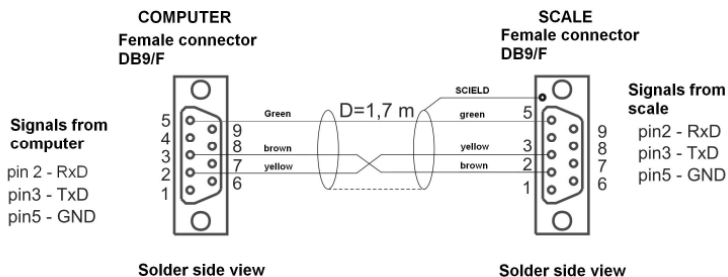 COMPUTER
Female connector
DB9/F
SCALE
Female connector
DB9/F
Signals from
computer
pin 2 - RxD
pin3 - TxD
pin5 - GND
5
4
3
2
1
9
8
7
6
Green
brown
yellow
D=1,7 m
SCIELD
green
yellow
brown
5
3
2
1
9
8
7
6
Signals from
scale
pin2 - RxD
pin3 - TxD
pin5 - GND
Solder side view
Solder side view